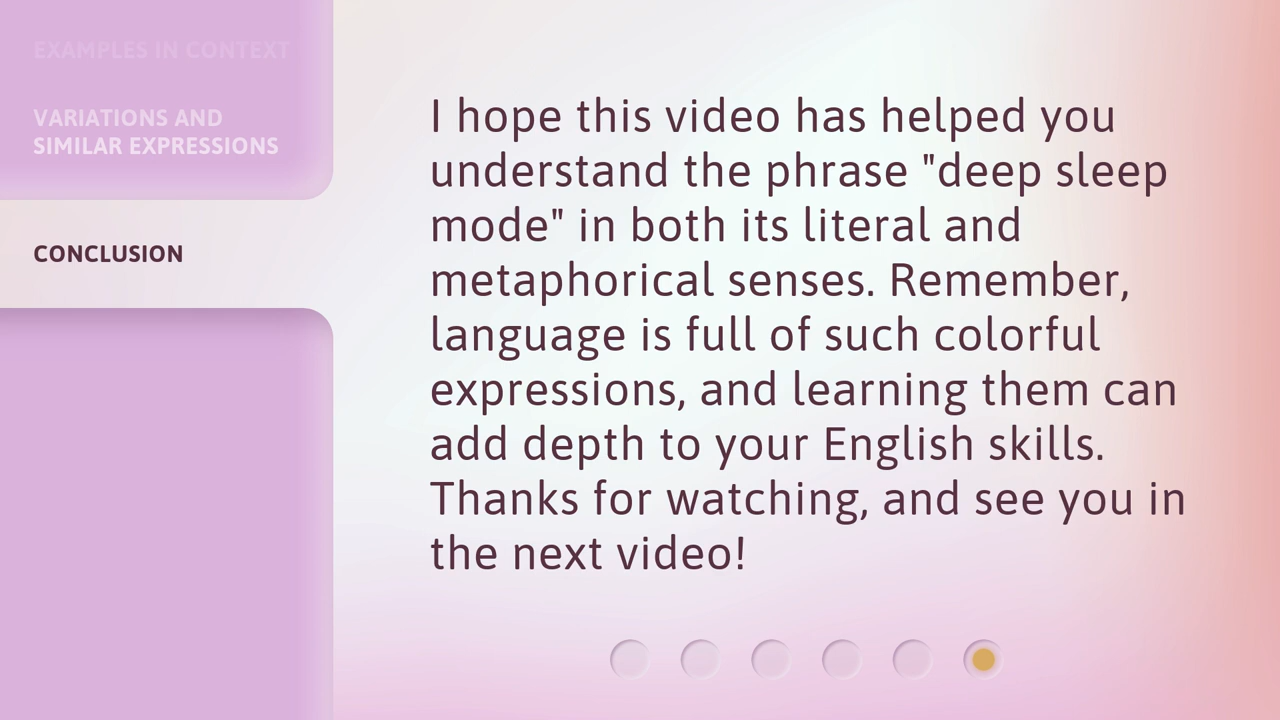 EXAMPLES IN CONTEXT
VARIATIONS AND
SIMILAR EXPRESSIONS
CONCLUSION
I hope this video has helped you
understand the phrase "deep sleep
mode" in both its literal and
metaphorical senses. Remember,
language is full of such colorful
expressions, and learning them can
add depth to your English skills.
Thanks for watching, and see you in
the next video!